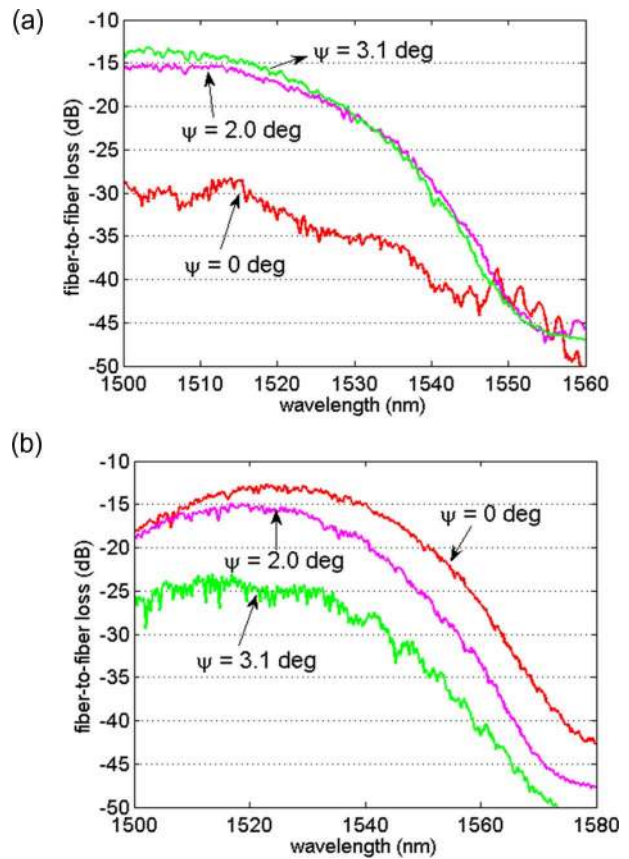 (a)
-10
-15
-20
-25
-30
-35
-40
-45
-50
fiber-to-fiber loss (dB)
ψ = 3.1 deg
ψ = 2.0 deg
ψ = 0 deg
1500 1510 1520 1530 1540 1550 1560
wavelength (nm)
(b)
-10
-15
-20
-25
-30
-35
-40
-45
-50
fiber-to-fiber loss (dB)
ψ = 0 deg
ψ = 2.0 deg
ψ = 3.1 deg
1500 1520 1540 1560 1580
wavelength (nm)